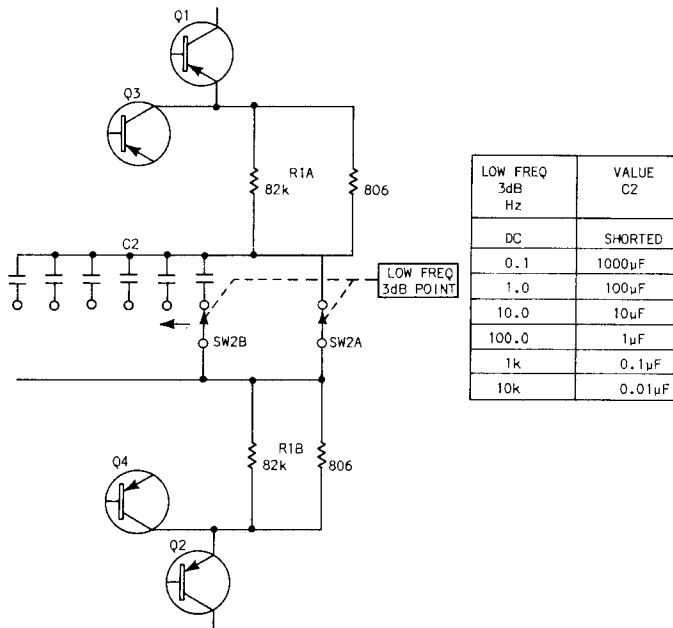 Q1
Q3
R1A
82k
806
C2
LOW FREQ
3dB POINT
SW2B
SW2A
R1B
82k
806
Q4
Q2
LOW FREQ
3dB
Hz
VALUE
C2
DC SHORTED
0.1 1000µF
1.0 100µF
10.0 10µF
100.0 1µF
1k 0.1µF
10k 0.01µF